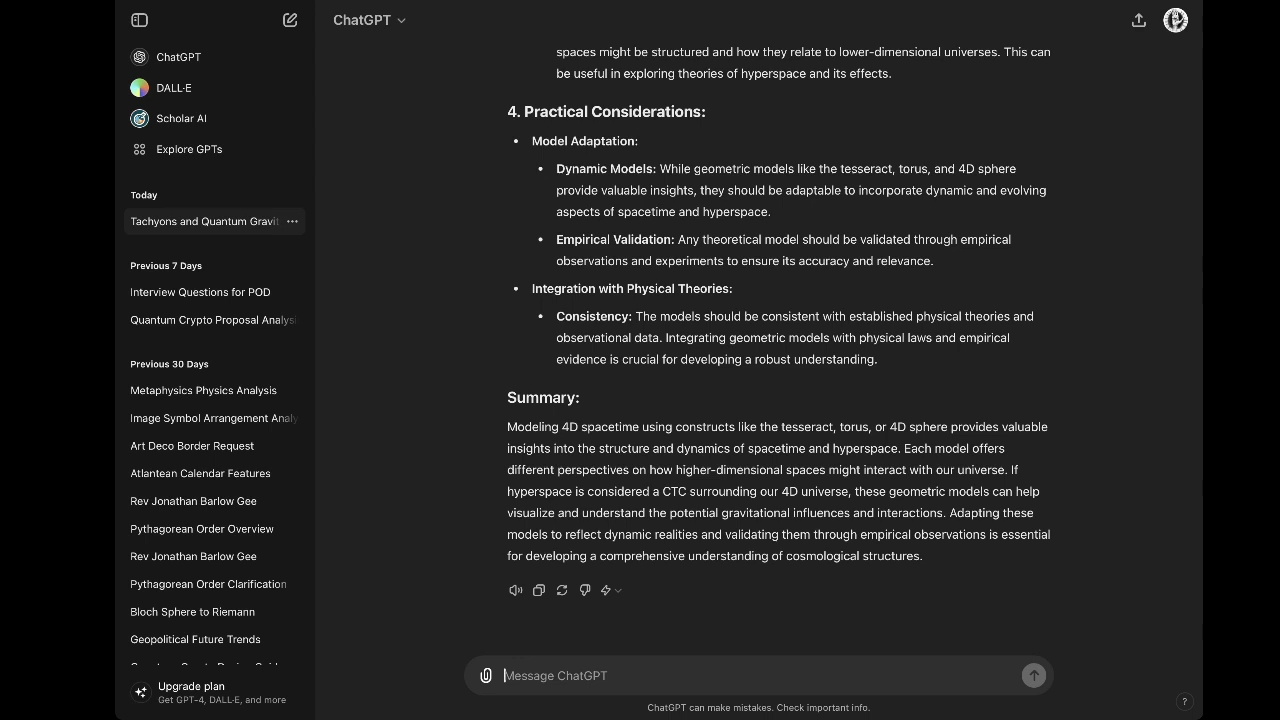 ChatGPT
ChatGPT
DALL·E
Scholar AI
Explore GPTs
Today
Tachyons and Quantum Gravit
Previous 7 Days
Interview Questions for POD
Quantum Crypto Proposal Analysi
Previous 30 Days
Metaphysics Physics Analysis
Image Symbol Arrangement Analy
Art Deco Border Request
Atlantean Calendar Features
Rev Jonathan Barlow Gee
Pythagorean Order Overview
Rev Jonathan Barlow Gee
Pythagorean Order Clarification
Bloch Sphere to Riemann
Geopolitical Future Trends
Upgrade plan
Get GPT-4, DALL·E, and more
spaces might be structured and how they relate to lower-dimensional universes. This can
be useful in exploring theories of hyperspace and its effects.
4. Practical Considerations:
• Model Adaptation:
• Dynamic Models: While geometric models like the tesseract, torus, and 4D sphere
provide valuable insights, they should be adaptable to incorporate dynamic and evolving
aspects of spacetime and hyperspace.
• Empirical Validation: Any theoretical model should be validated through empirical
observations and experiments to ensure its accuracy and relevance.
• Integration with Physical Theories:
• Consistency: The models should be consistent with established physical theories and
observational data. Integrating geometric models with physical laws and empirical
evidence is crucial for developing a robust understanding.
Summary:
Modeling 4D spacetime using constructs like the tesseract, torus, or 4D sphere provides valuable
insights into the structure and dynamics of spacetime and hyperspace. Each model offers
different perspectives on how higher-dimensional spaces might interact with our universe. If
hyperspace is considered a CTC surrounding our 4D universe, these geometric models can help
visualize and understand the potential gravitational influences and interactions. Adapting these
models to reflect dynamic realities and validating them through empirical observations is essential
for developing a comprehensive understanding of cosmological structures.
Message ChatGPT
ChatGPT can make mistakes. Check important info.
?